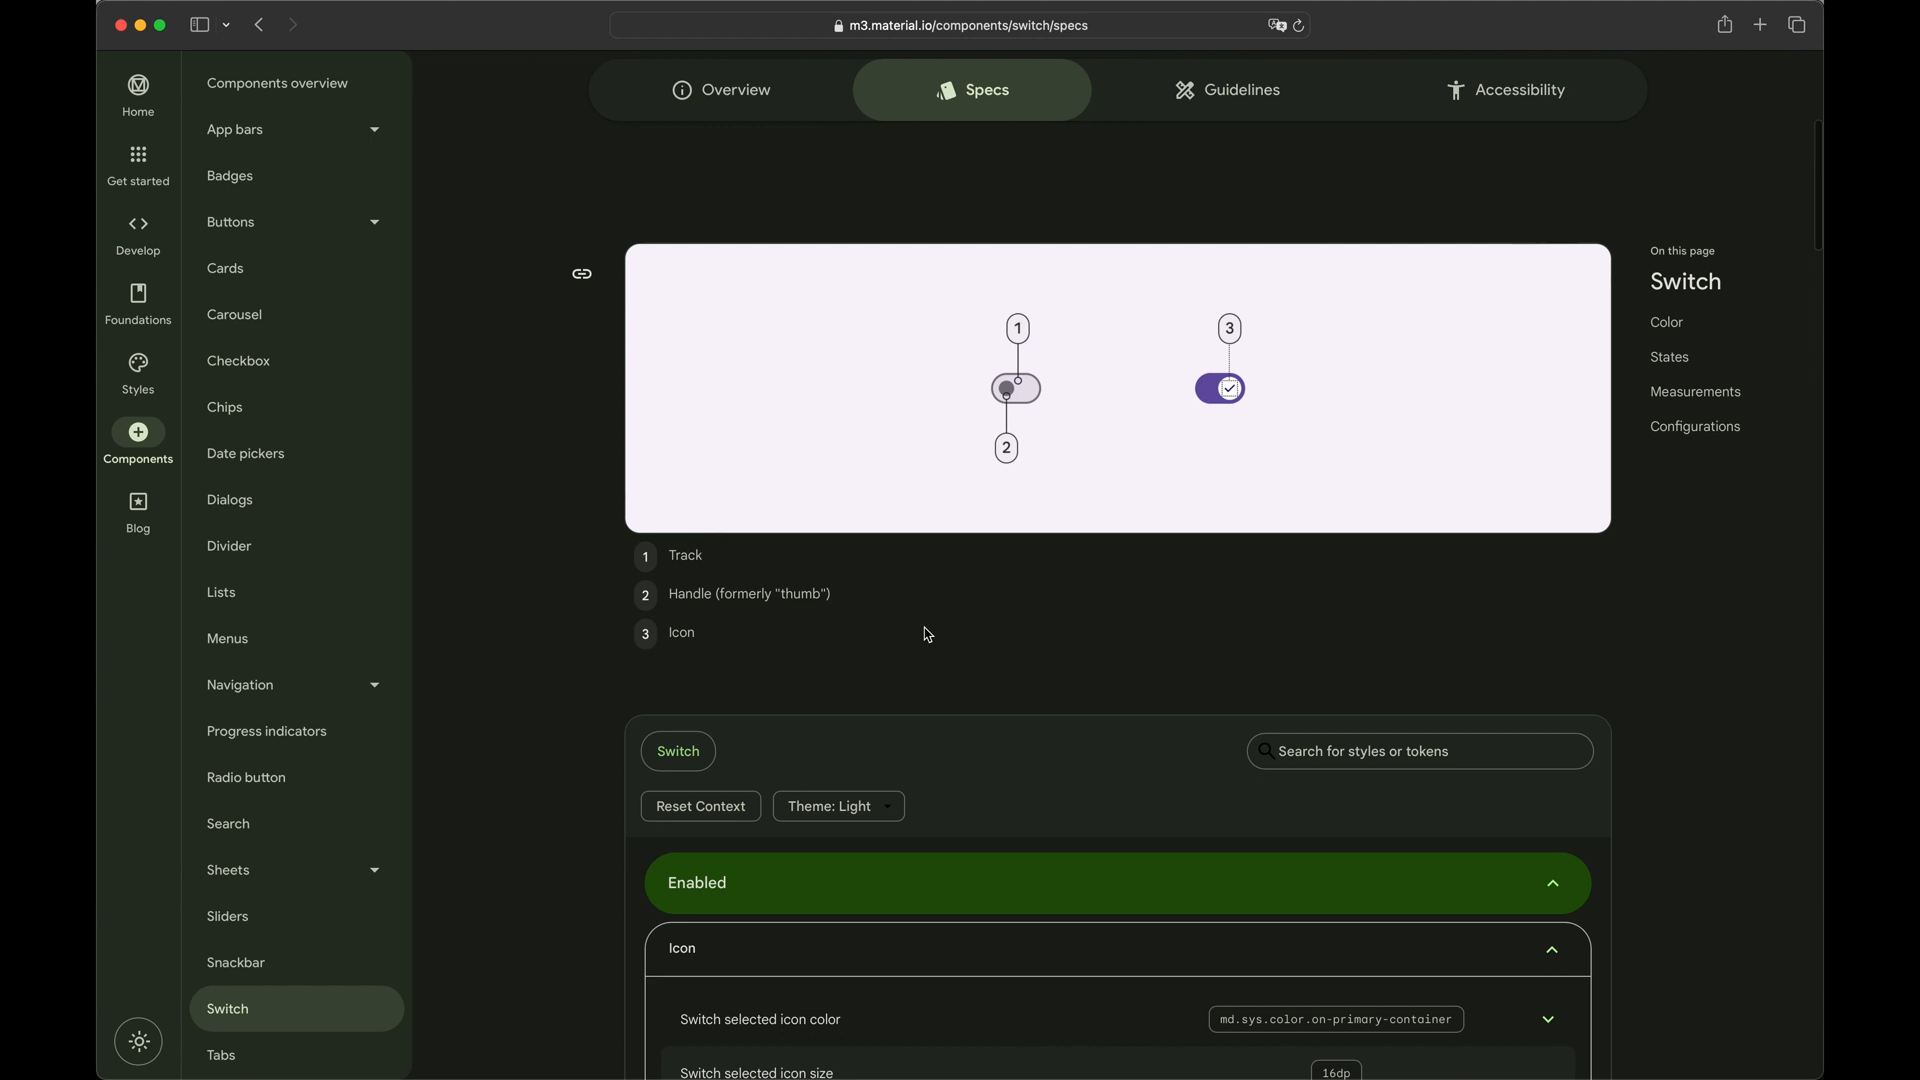 m3.material.io/components/switch/specs
Home
Get started
Develop
Foundations
Styles
Components
Blog
Components overview
App bars
Badges
Buttons
Cards
Carousel
Checkbox
Chips
Date pickers
Dialogs
Divider
Lists
Menus
Navigation
Progress indicators
Radio button
Search
Sheets
Sliders
Snackbar
Switch
Tabs
Overview
Specs
Guidelines
Accessibility
1
3
2
1 Track
2 Handle (formerly "thumb")
3 Icon
Switch
Search for styles or tokens
Reset Context
Theme: Light
Enabled
Icon
Switch selected icon color
md.sys.color.on-primary-container
Switch selected icon size
16dp
On this page
Switch
Color
States
Measurements
Configurations